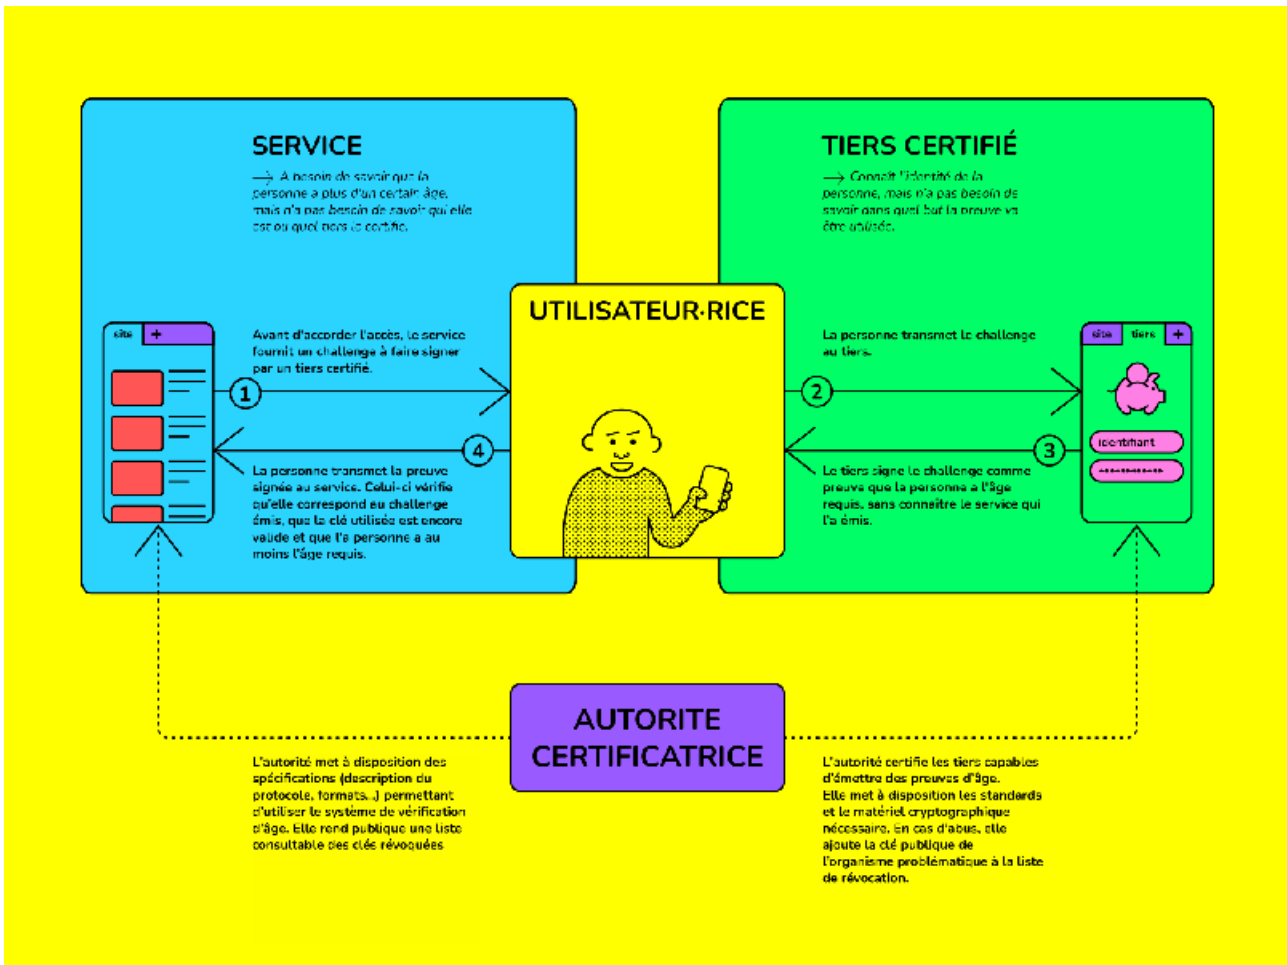 SERVICE
→ A besoin de savoir que la
personne a plus d'un certain âge,
mais n'a pas besoin de savoir qui elle
est ou quel tiers le certifie.
TIERS CERTIFIÉ
→ Connaît l'identité de la
personne, mais n'a pas besoin de
savoir dans quel but la preuve va
être utilisée.
UTILISATEUR·RICE
site +
Avant d'accorder l'accès, le service
fournit un challenge à faire signer
par un tiers certifié.
1
4
La personne transmet la preuve
signée au service. Celui-ci vérifie
qu'elle correspond au challenge
émis, que la clé utilisée est encore
valide et que l'a personne a au
moins l'âge requis.
La personne transmet le challenge
au tiers.
2
3
Le tiers signe le challenge comme
preuve que la personne a l'âge
requis, sans connaître le service qui
l'a émis.
site tiers +
identifiant
************
AUTORITE
CERTIFICATRICE
L'autorité met à disposition des
spécifications (description du
protocole, formats...) permettant
d'utiliser le système de vérification
d'âge. Elle rend publique une liste
consultable des clés révoquées
L'autorité certifie les tiers capables
d'émettre des preuves d'âge.
Elle met à disposition les standards
et le matériel cryptographique
nécessaire. En cas d'abus, elle
ajoute la clé publique de
l'organisme problématique à la liste
de révocation.